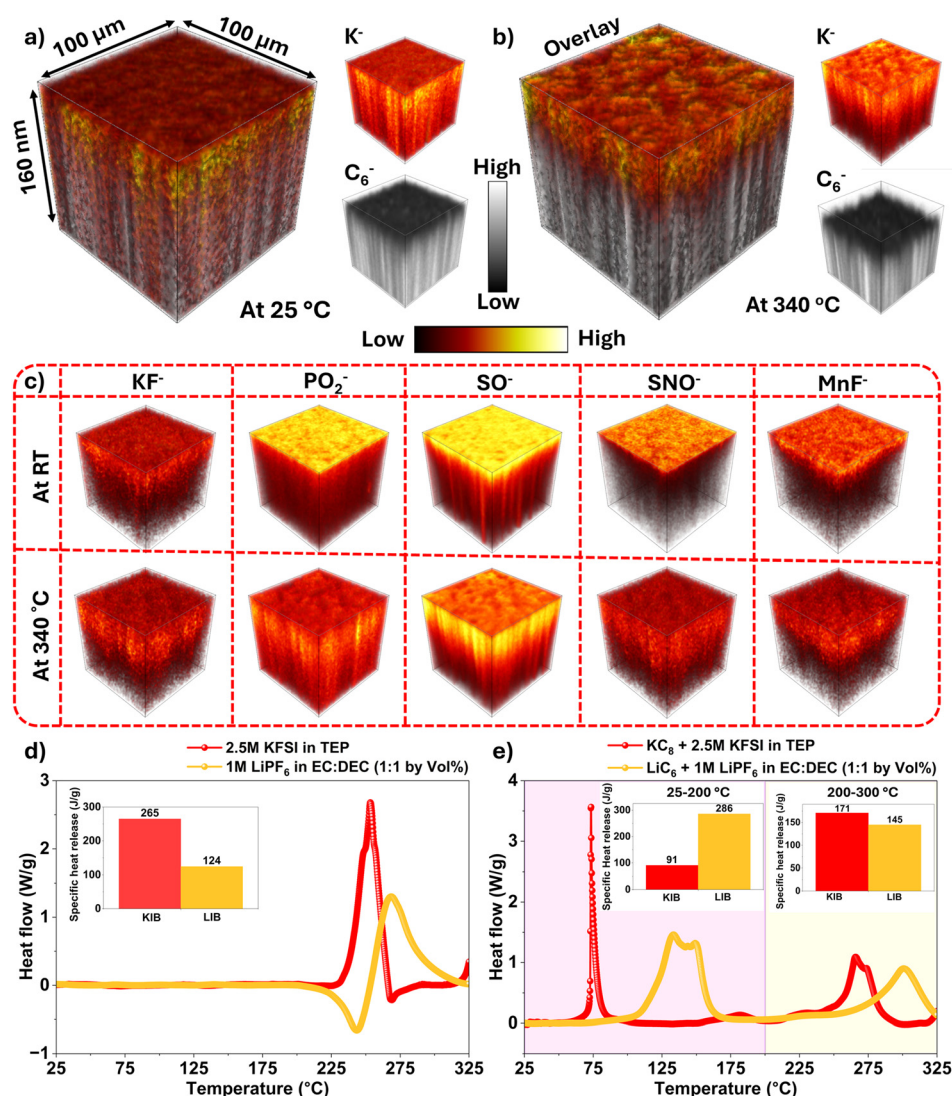 a)
100 μm
100 μm
160 nm
At 25 °C
K⁻
C₆⁻
High
Low
b)
Overlay
At 340 °C
K⁻
C₆⁻
Low
High
c)
KF⁻
PO₂⁻
SO⁻
SNO⁻
MnF⁻
At RT
At 340 °C
d)
2.5M KFSI in TEP
1M LiPF₆ in EC:DEC (1:1 by Vol%)
Heat flow (W/g)
3
2
1
0
−1
Specific heat release (J/g)
300
200
100
0
265
124
KIB
LIB
25
75
125
175
225
275
325
Temperature (°C)
e)
KC₈ + 2.5M KFSI in TEP
LiC₆ + 1M LiPF₆ in EC:DEC (1:1 by Vol%)
Heat flow (W/g)
4
3
2
1
0
25-200 ºC
Specific Heat release (J/g)
300
200
100
0
91
286
KIB
LIB
200-300 ºC
Specific heat release (J/g)
150
100
50
0
171
145
KIB
LIB
25
75
125
175
225
275
325
Temperature (°C)